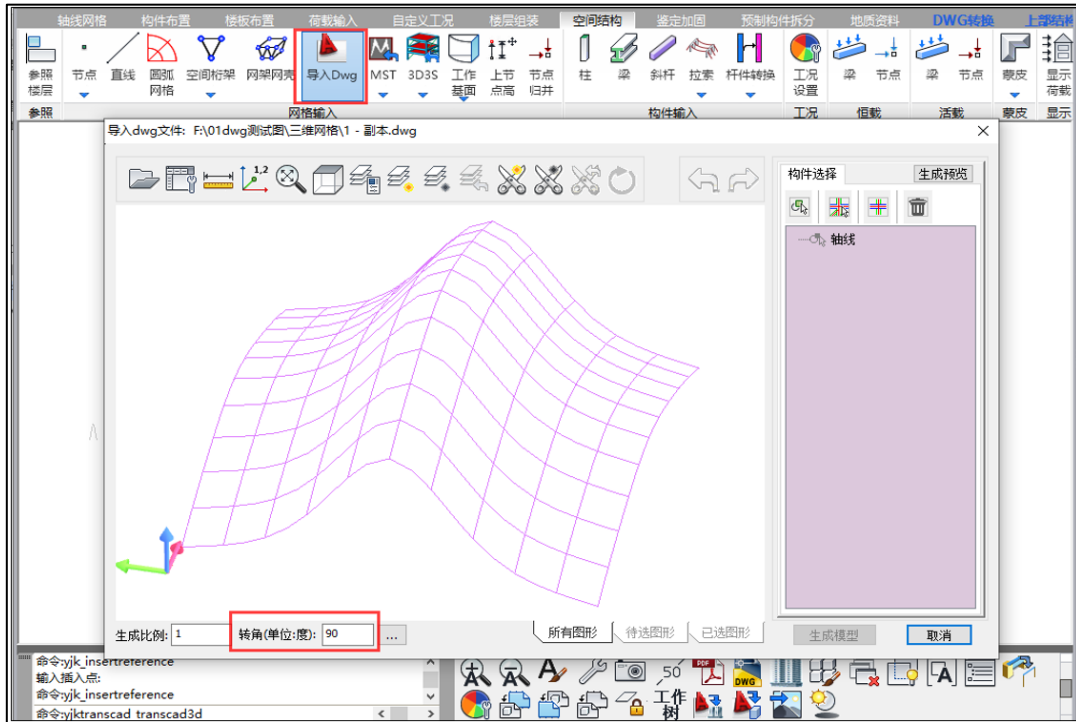 轴线网格 构件布置 楼板布置 荷载输入 自定义工况 楼层组装 空间结构 鉴定加固 预制构件拆分 地质资料 DWG转换 上部结构
参照楼层 节点 直线 圆弧网格 空间桁架 网架网壳 导入Dwg MST 3D3S 工作基面 上节点高 节点归并 柱 梁 斜杆 拉索 杆件转换 工况设置 梁 节点 梁 节点 蒙皮 显示荷载
参照 网格输入 构件输入 工况 恒载 活载 蒙皮 显示
导入dwg文件: F:\01dwg测试图\三维网格\1 - 副本.dwg
1,2
构件选择 生成预览
轴线
生成比例: 1 转角(单位:度): 90 ...
所有图形 待选图形 已选图形 生成模型 取消
命令:yjk_insertreference
输入插入点:
命令:yjk_insertreference
命令:yjktranscad transcad3d
50 PDF DWG A
工作树